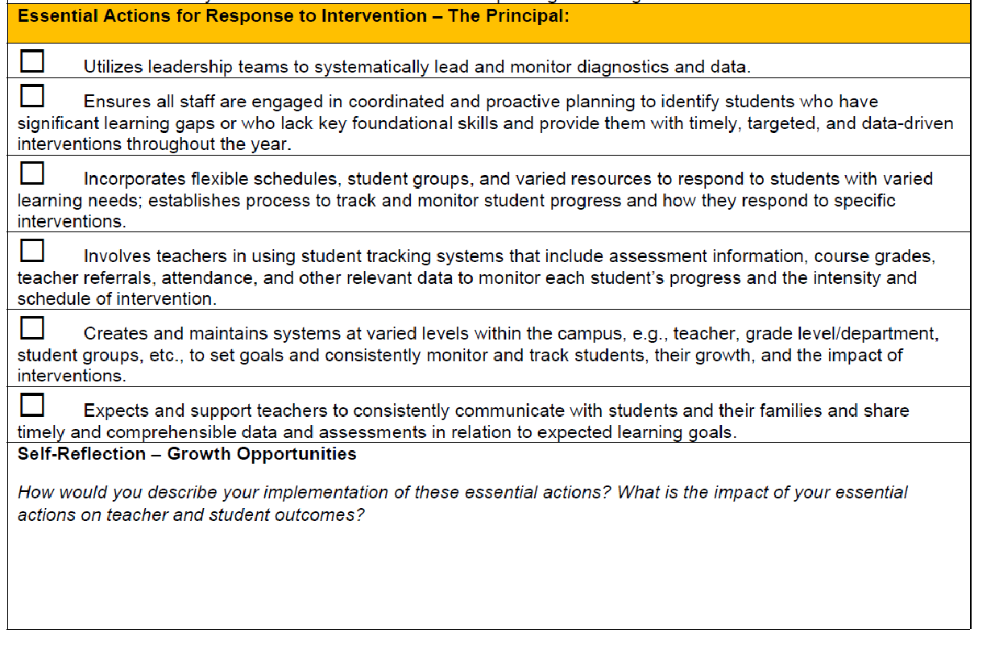 Essential Actions for Response to Intervention – The Principal:
Utilizes leadership teams to systematically lead and monitor diagnostics and data.
Ensures all staff are engaged in coordinated and proactive planning to identify students who have
significant learning gaps or who lack key foundational skills and provide them with timely, targeted, and data-driven
interventions throughout the year.
Incorporates flexible schedules, student groups, and varied resources to respond to students with varied
learning needs; establishes process to track and monitor student progress and how they respond to specific
interventions.
Involves teachers in using student tracking systems that include assessment information, course grades,
teacher referrals, attendance, and other relevant data to monitor each student’s progress and the intensity and
schedule of intervention.
Creates and maintains systems at varied levels within the campus, e.g., teacher, grade level/department,
student groups, etc., to set goals and consistently monitor and track students, their growth, and the impact of
interventions.
Expects and support teachers to consistently communicate with students and their families and share
timely and comprehensible data and assessments in relation to expected learning goals.
Self-Reflection – Growth Opportunities
How would you describe your implementation of these essential actions? What is the impact of your essential
actions on teacher and student outcomes?